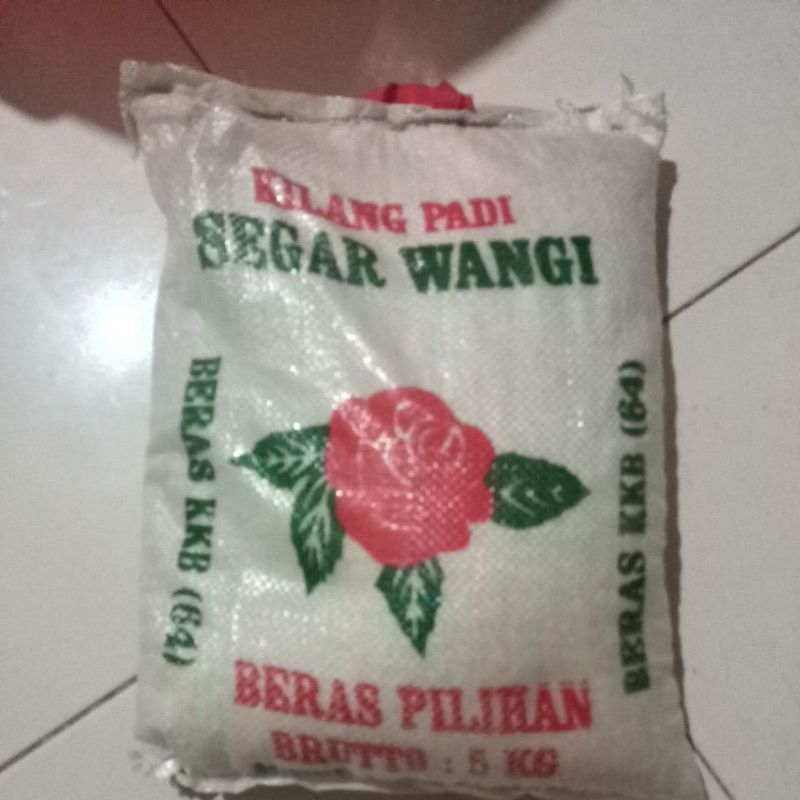 KILANG PADI
SEGAR WANGI
BERAS KKB (64)
BERAS KKB (64)
BERAS PILIHAN
BRUTTO : 5 KG